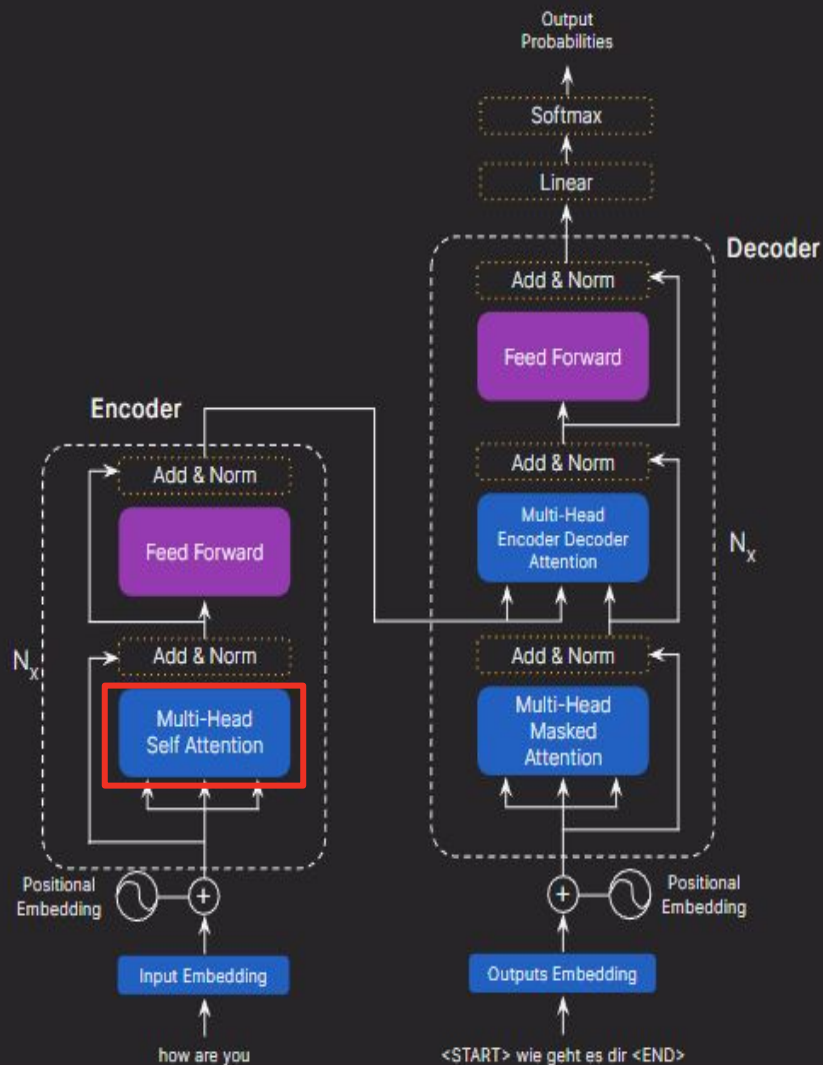 Output
Probabilities
Softmax
Linear
Decoder
Add & Norm
Feed Forward
Add & Norm
Multi-Head
Encoder Decoder
Attention
N_x
Add & Norm
Multi-Head
Masked
Attention
+
Positional
Embedding
Outputs Embedding
<START> wie geht es dir <END>
Encoder
Add & Norm
Feed Forward
N_x
Add & Norm
Multi-Head
Self Attention
Positional
Embedding
+
Input Embedding
how are you